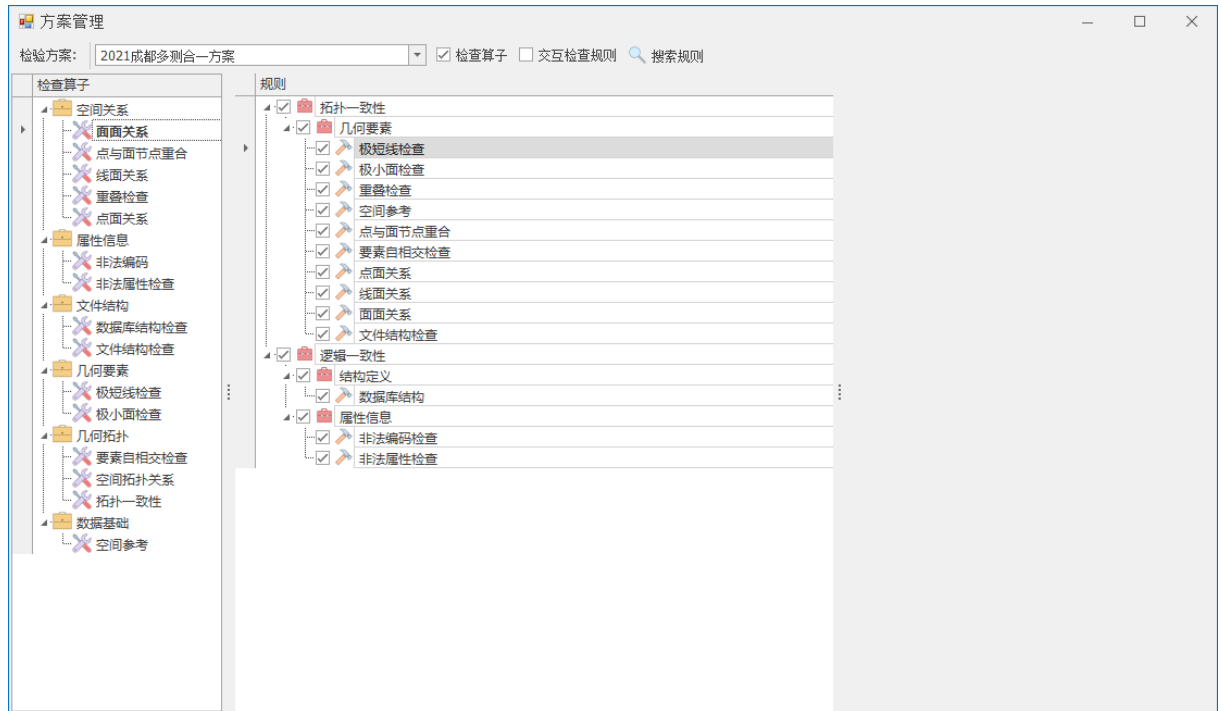 方案管理
检验方案: 2021成都多测合一方案 检查算子 交互检查规则 搜索规则
检查算子
空间关系
面面关系
点与面节点重合
线面关系
重叠检查
点面关系
属性信息
非法编码
非法属性检查
文件结构
数据库结构检查
文件结构检查
几何要素
极短线检查
极小面检查
几何拓扑
要素自相交检查
空间拓扑关系
拓扑一致性
数据基础
空间参考
规则
拓扑一致性
几何要素
极短线检查
极小面检查
重叠检查
空间参考
点与面节点重合
要素自相交检查
点面关系
线面关系
面面关系
文件结构检查
逻辑一致性
结构定义
数据库结构
属性信息
非法编码检查
非法属性检查